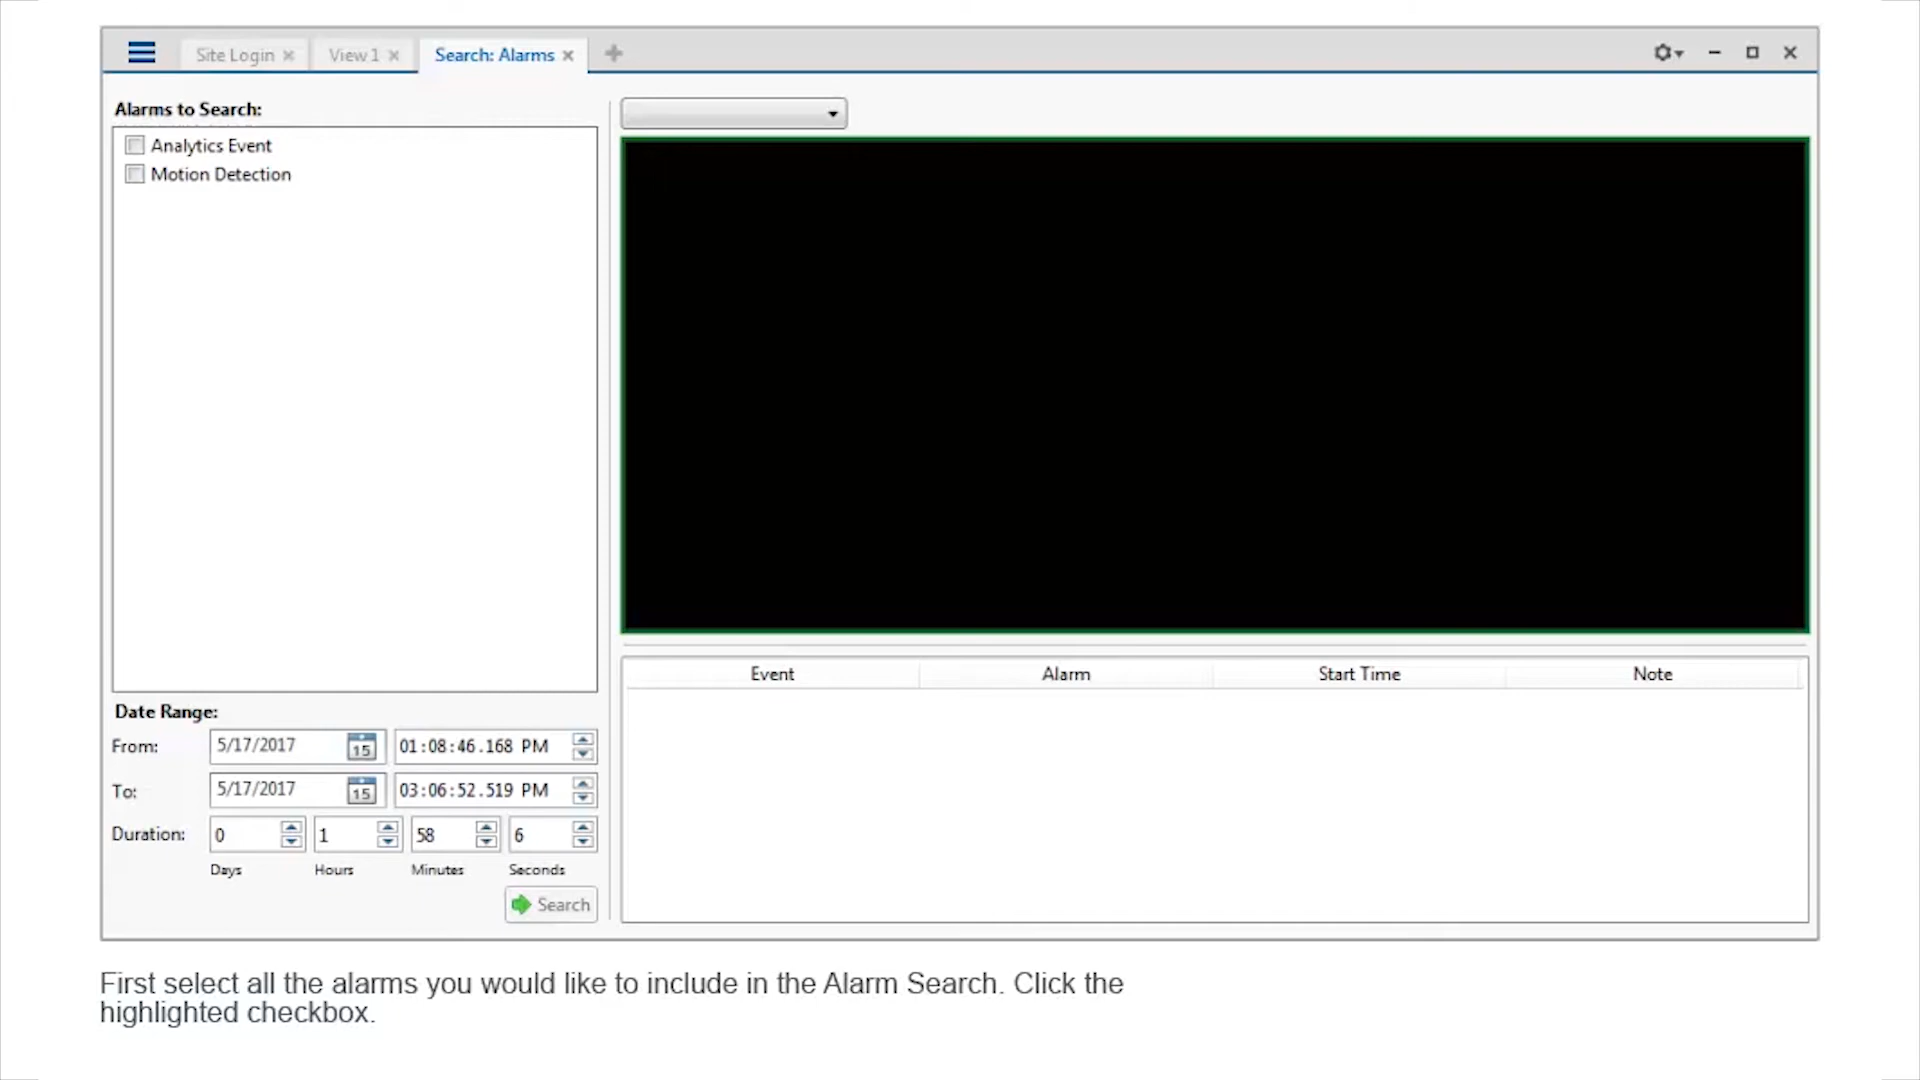 Site Login
View 1
Search: Alarms
Alarms to Search:
Analytics Event
Motion Detection
Event Alarm Start Time Note
Date Range:
From: 5/17/2017 15 01:08:46.168 PM
To: 5/17/2017 15 03:06:52.519 PM
Duration: 0 1 58 6
Days Hours Minutes Seconds
Search
First select all the alarms you would like to include in the Alarm Search. Click the
highlighted checkbox.